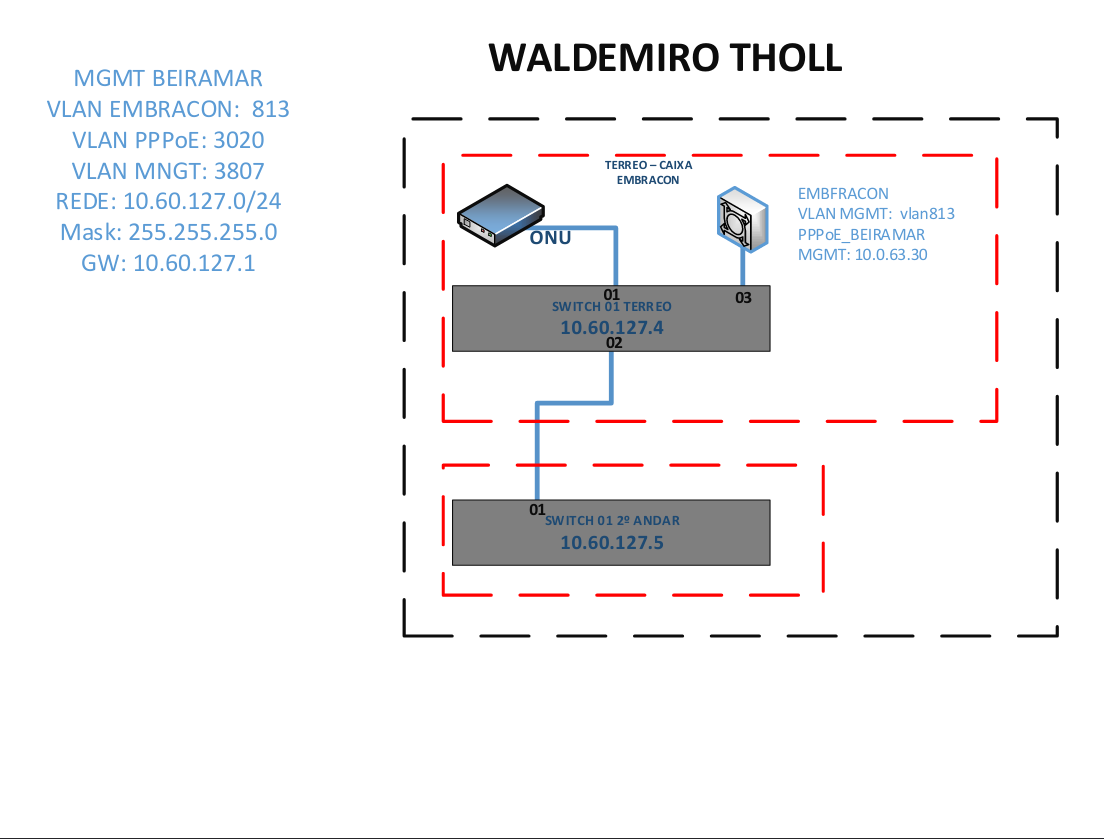 WALDEMIRO THOLL
MGMT BEIRAMAR
VLAN EMBRACON:  813
VLAN PPPoE: 3020
VLAN MNGT: 3807
REDE: 10.60.127.0/24
Mask: 255.255.255.0
GW: 10.60.127.1
TERREO – CAIXA
EMBRACON
EMBFRACON
VLAN MGMT:  vlan813
PPPoE_BEIRAMAR
MGMT: 10.0.63.30
ONU
01
03
SWITCH 01 TERREO
10.60.127.4
02
01
SWITCH 01 2º ANDAR
10.60.127.5